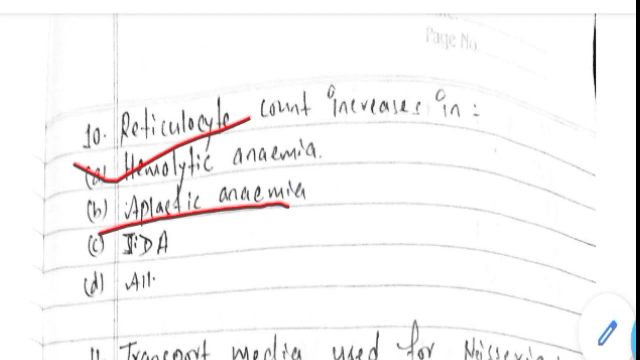 Page No
10. Reticulocyte count increases in:
(a) Hemolytic anaemia.
(b) Aplastic anaemia
(c) IDA
(d) All.
11. Transport media used for